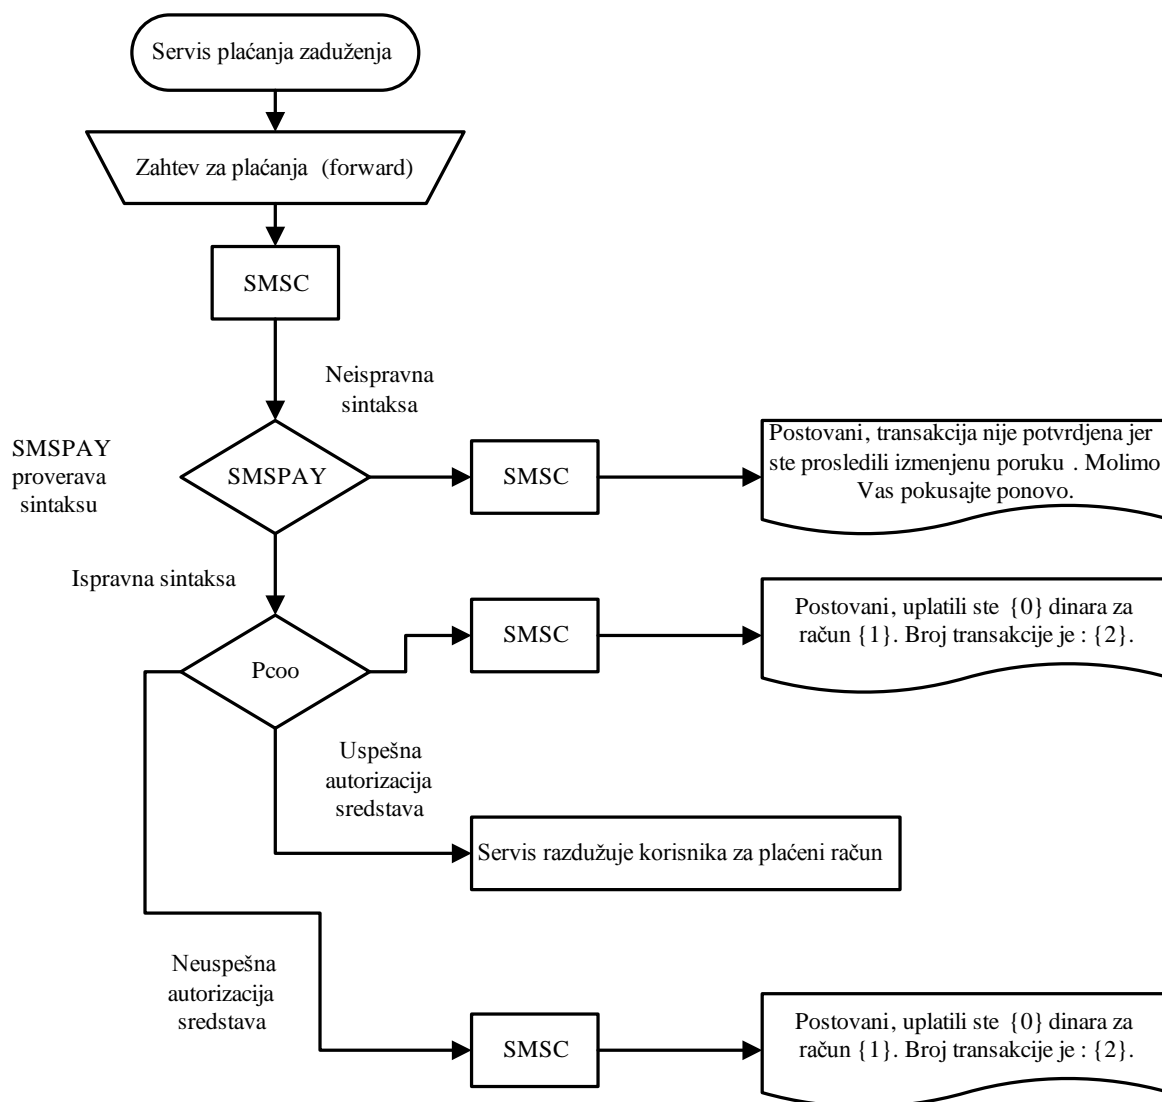 Servis plaćanja zaduženja
Zahtev za plaćanja (forward)
SMSC
Neispravna
sintaksa
SMSPAY
proverava
sintaksu
SMSPAY
SMSC
Postovani, transakcija nije potvrdjena jer
ste prosledili izmenjenu poruku . Molimo
Vas pokusajte ponovo.
Ispravna sintaksa
Pcoo
SMSC
Postovani, uplatili ste {0} dinara za
račun {1}. Broj transakcije je : {2}.
Uspešna
autorizacija
sredstava
Servis razdužuje korisnika za plaćeni račun
Neuspešna
autorizacija
sredstava
SMSC
Postovani, uplatili ste {0} dinara za
račun {1}. Broj transakcije je : {2}.